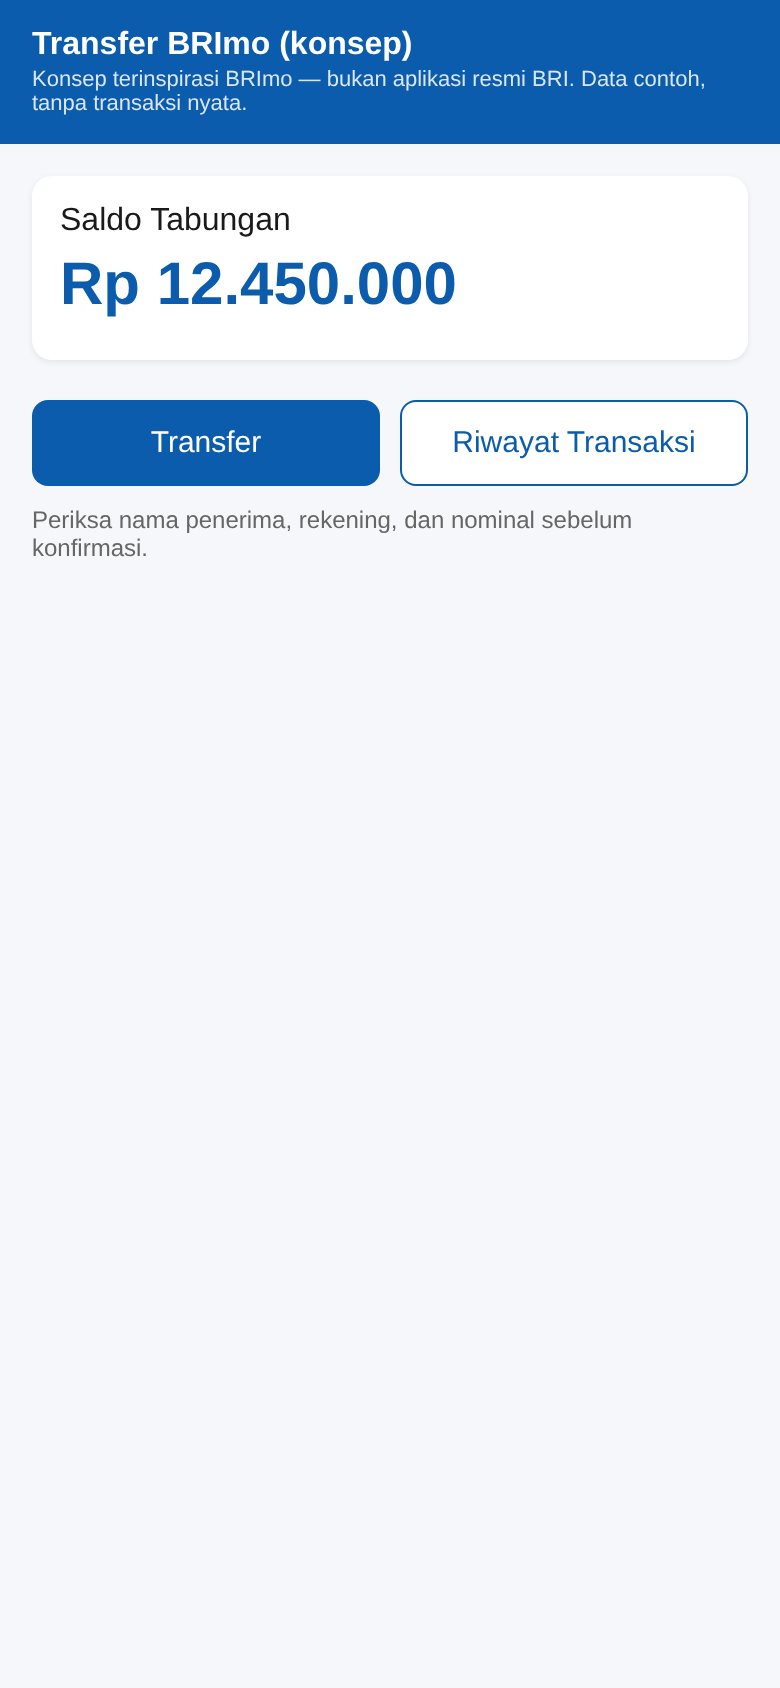 Transfer BRImo (konsep)
Konsep terinspirasi BRImo — bukan aplikasi resmi BRI. Data contoh,
tanpa transaksi nyata.
Saldo Tabungan
Rp 12.450.000
Transfer
Riwayat Transaksi
Periksa nama penerima, rekening, dan nominal sebelum
konfirmasi.